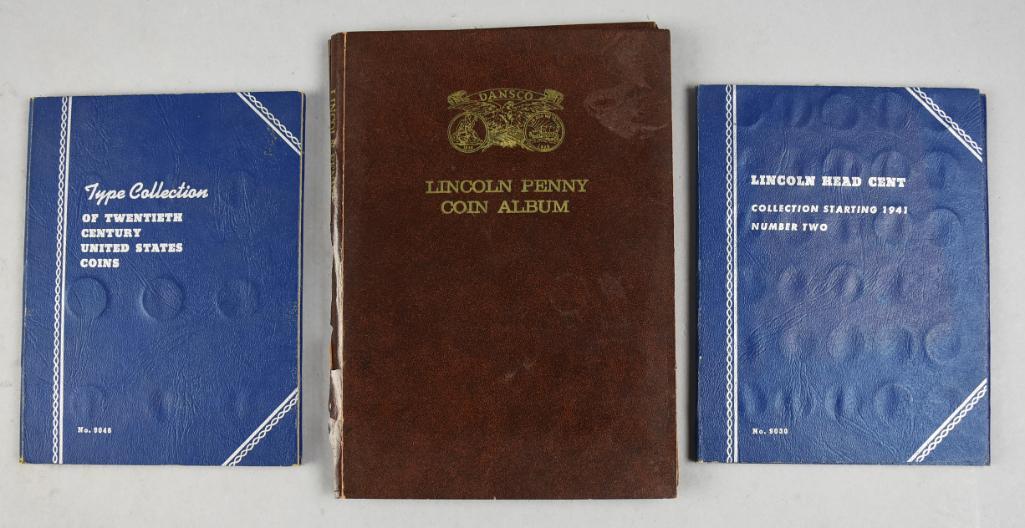 Type Collection
OF TWENTIETH
CENTURY
UNITED STATES
COINS
No. 9046
DANSCO
LINCOLN PENNY
COIN ALBUM
LINCOLN HEAD CENT
COLLECTION STARTING 1941
NUMBER TWO
No. 9030